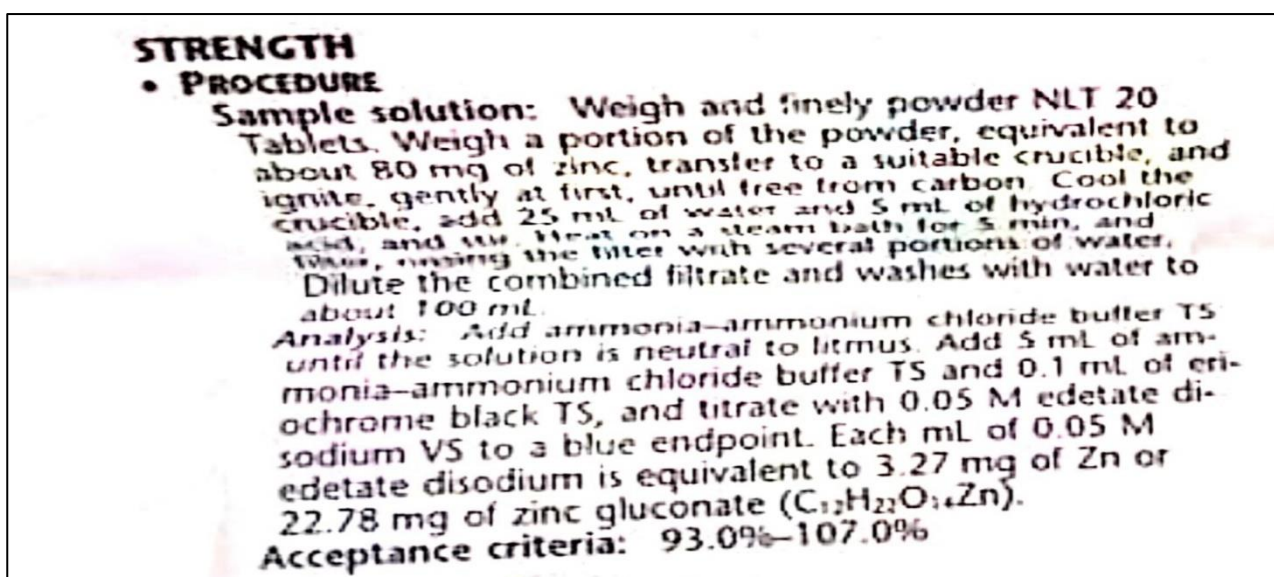 STRENGTH
• PROCEDURE
Sample solution: Weigh and finely powder NLT 20
Tablets. Weigh a portion of the powder, equivalent to
about 80 mg of zinc, transfer to a suitable crucible, and
ignite, gently at first, until free from carbon. Cool the
crucible, add 25 mL of water and 5 mL of hydrochloric
acid, and stir. Heat on a steam bath for 5 min, and
filter, rinsing the filter with several portions of water.
Dilute the combined filtrate and washes with water to
about 100 mL.
Analysis: Add ammonia–ammonium chloride buffer TS
until the solution is neutral to litmus. Add 5 mL of am-
monia–ammonium chloride buffer TS and 0.1 mL of eri-
ochrome black TS, and titrate with 0.05 M edetate di-
sodium VS to a blue endpoint. Each mL of 0.05 M
edetate disodium is equivalent to 3.27 mg of Zn or
22.78 mg of zinc gluconate (C₁₂H₂₂O₁₄Zn).
Acceptance criteria: 93.0%–107.0%